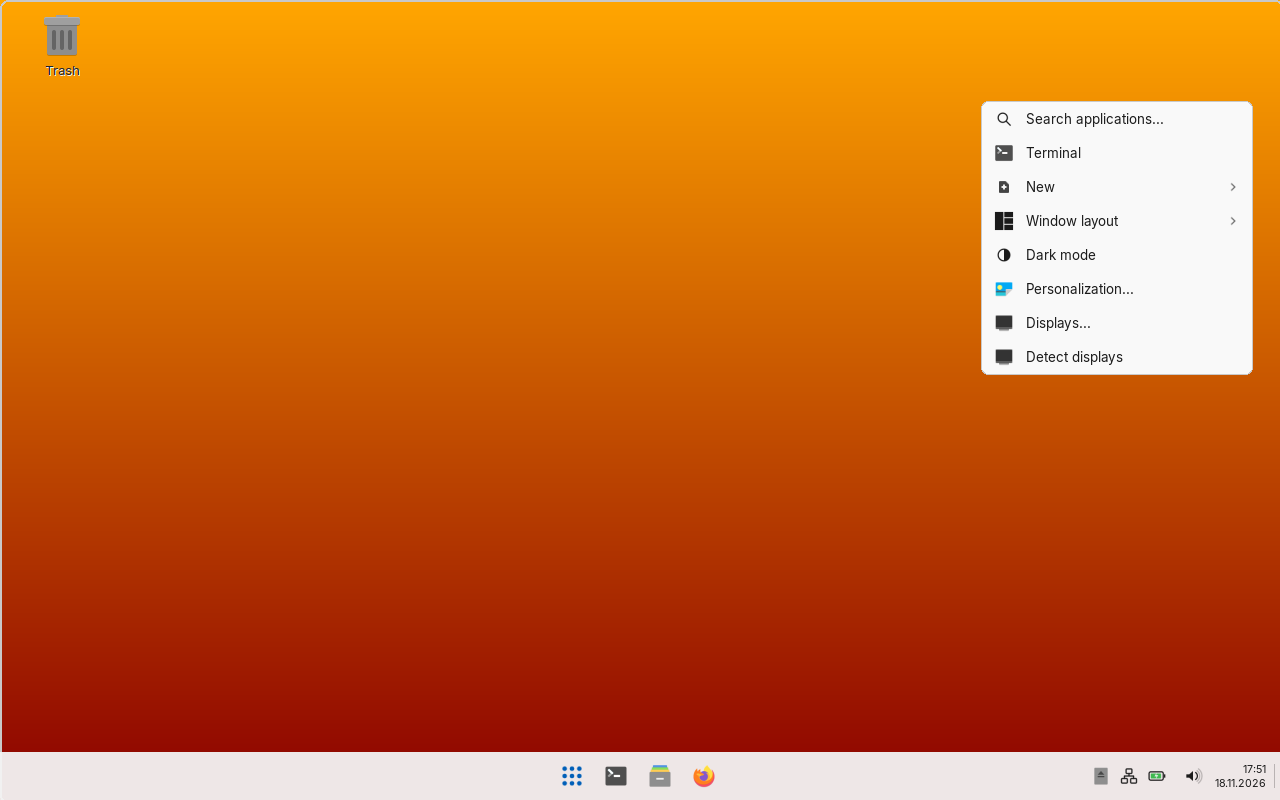 Trash
Search applications...
Terminal
New
Window layout
Dark mode
Personalization...
Displays...
Detect displays
17:51
18.11.2026